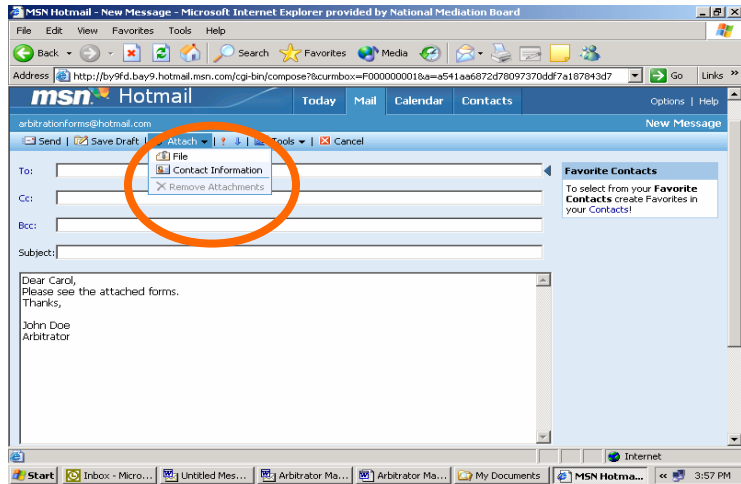 MSN Hotmail - New Message - Microsoft Internet Explorer provided by National Mediation Board
File Edit View Favorites Tools Help
Back Search Favorites Media
Address http://by9fd.bay9.hotmail.msn.com/cgi-bin/compose?&curmbox=F000000001&a=a541aa6872d78097370ddf7a187843d7 Go Links »
msn Hotmail Today Mail Calendar Contacts Options | Help
arbitrationforms@hotmail.com New Message
Send | Save Draft | Attach | Tools | Cancel
File
Contact Information
Remove Attachments
To:
Cc:
Bcc:
Subject:
Favorite Contacts
To select from your Favorite
Contacts create Favorites in
your Contacts!
Dear Carol,
Please see the attached forms.
Thanks,
John Doe
Arbitrator
Internet
Start Inbox - Micro... Untitled Mes... Arbitrator Ma... Arbitrator Ma... My Documents MSN Hotma... « 3:57 PM